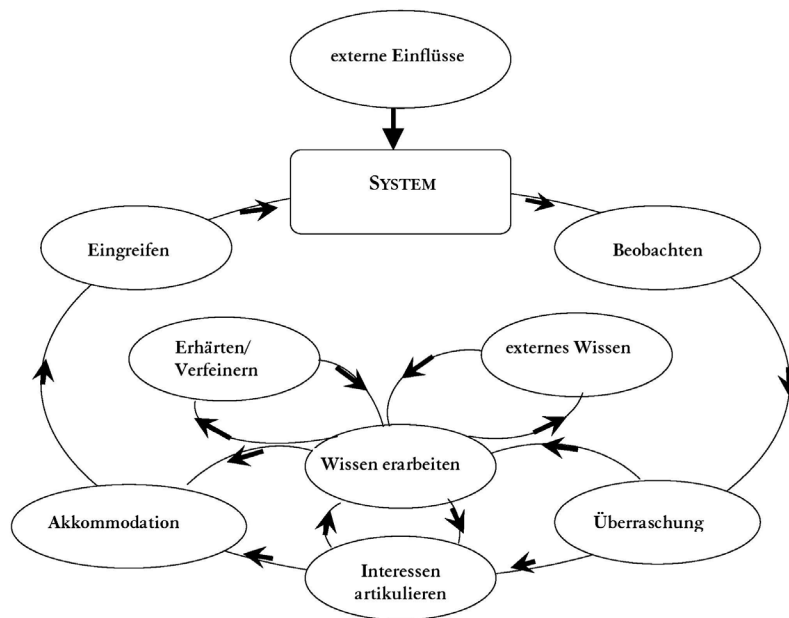 externe Einflüsse
SYSTEM
Eingreifen
Beobachten
Erhärten/
Verfeinern
externes Wissen
Wissen erarbeiten
Akkommodation
Überraschung
Interessen
artikulieren